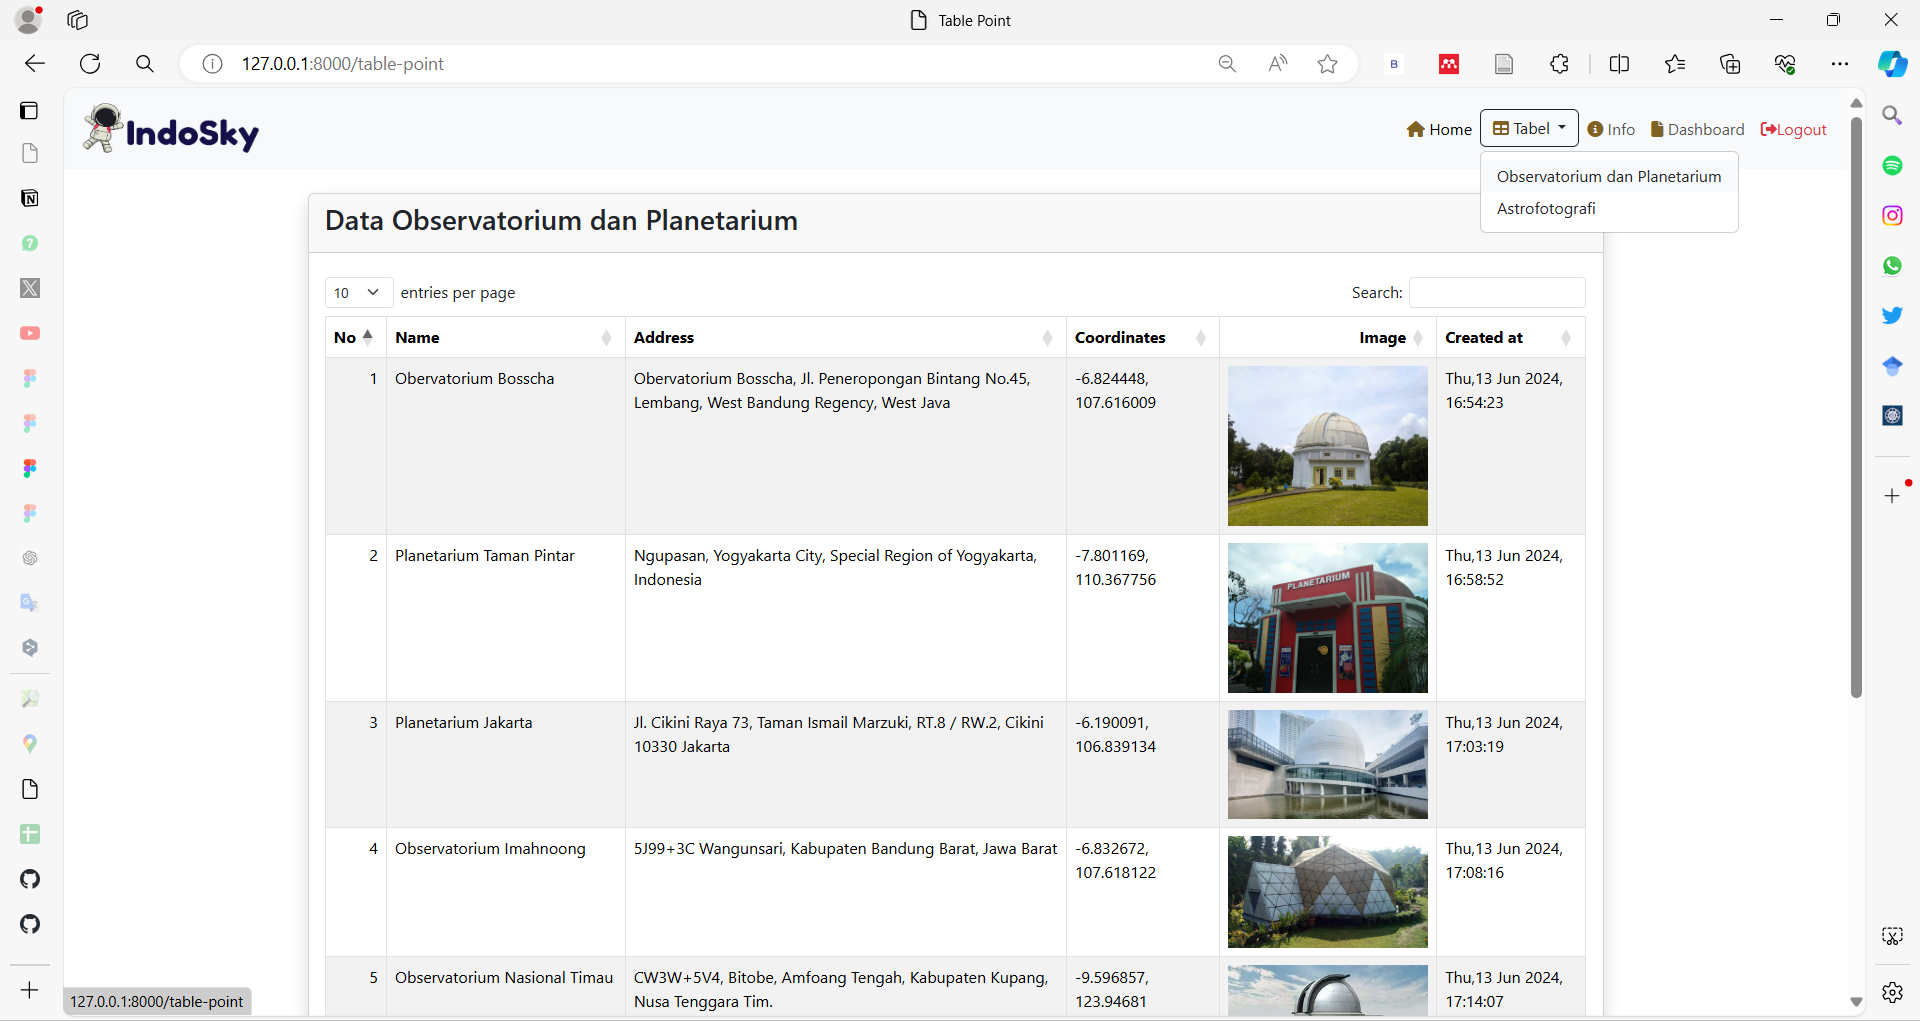 Table Point
127.0.0.1:8000/table-point
B
IndoSky
Home
Tabel
Info
Dashboard
Logout
Observatorium dan Planetarium
Astrofotografi
Data Observatorium dan Planetarium
10 entries per page
Search:
No Name Address Coordinates Image Created at
1 Obervatorium Bosscha Obervatorium Bosscha, Jl. Peneropongan Bintang No.45, -6.824448, Thu,13 Jun 2024,
Lembang, West Bandung Regency, West Java 107.616009 16:54:23
2 Planetarium Taman Pintar Ngupasan, Yogyakarta City, Special Region of Yogyakarta, -7.801169, Thu,13 Jun 2024,
Indonesia 110.367756 16:58:52
PLANETARIUM
3 Planetarium Jakarta Jl. Cikini Raya 73, Taman Ismail Marzuki, RT.8 / RW.2, Cikini -6.190091, Thu,13 Jun 2024,
10330 Jakarta 106.839134 17:03:19
4 Observatorium Imahnoong 5J99+3C Wangunsari, Kabupaten Bandung Barat, Jawa Barat -6.832672, Thu,13 Jun 2024,
107.618122 17:08:16
5 Observatorium Nasional Timau CW3W+5V4, Bitobe, Amfoang Tengah, Kabupaten Kupang, -9.596857, Thu,13 Jun 2024,
Nusa Tenggara Tim. 123.94681 17:14:07
127.0.0.1:8000/table-point